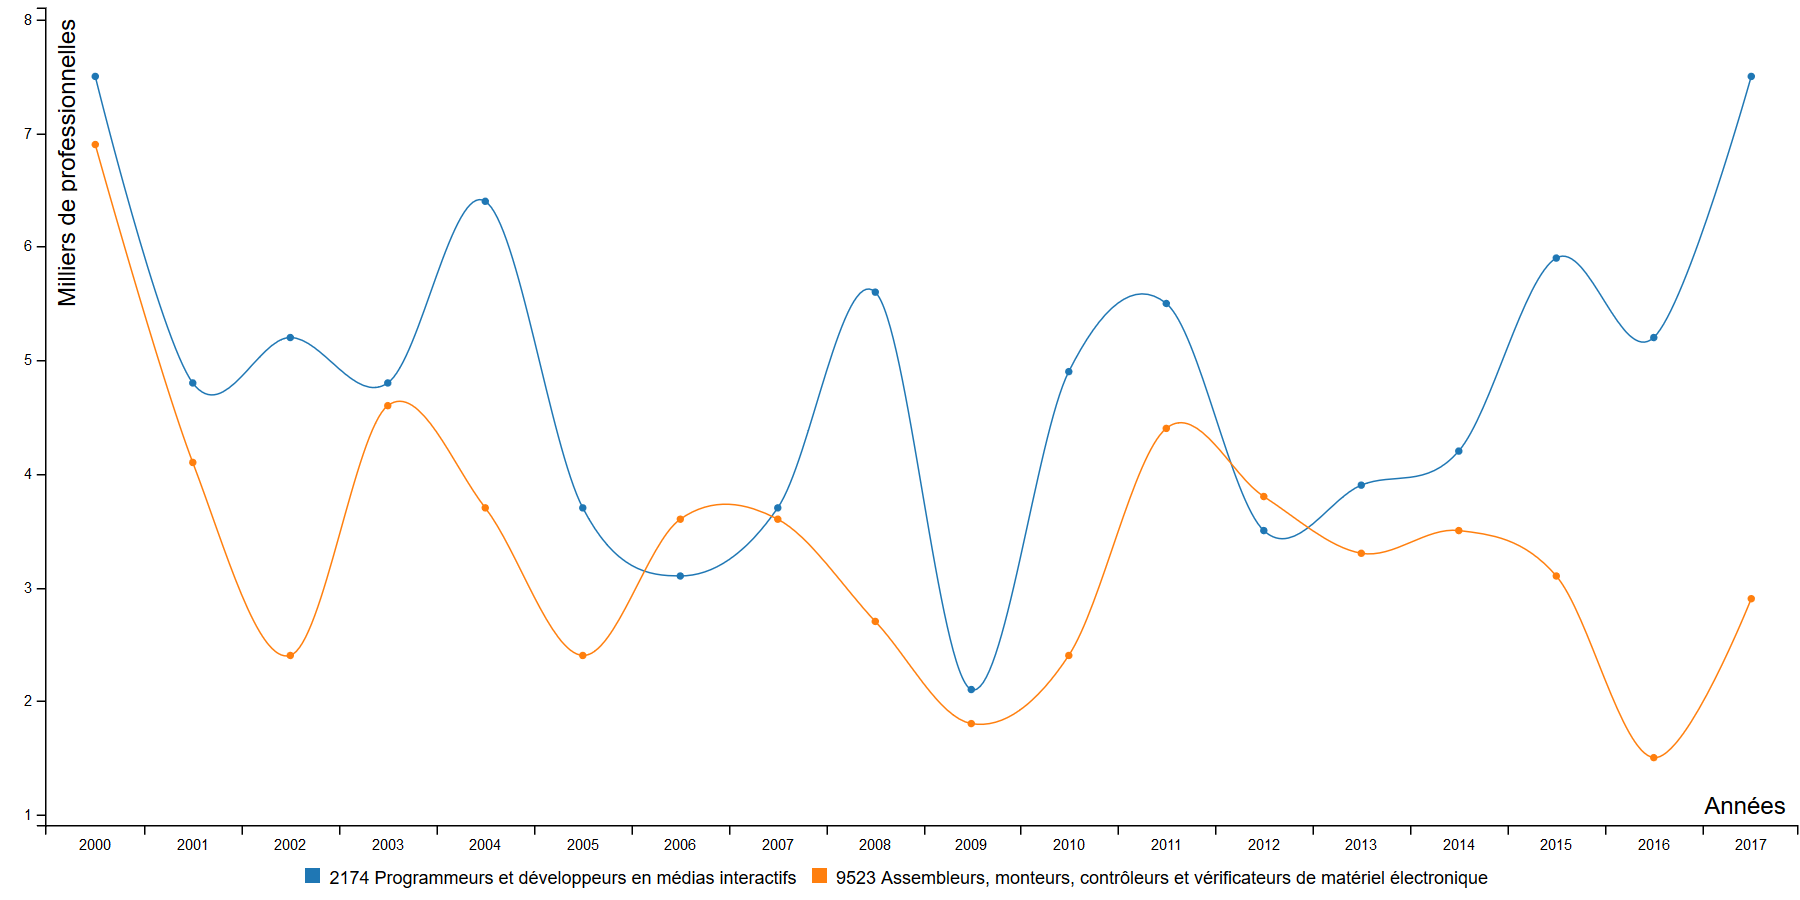 Milliers de professionnelles
8
7
6
5
4
3
2
1
Années
2000 2001 2002 2003 2004 2005 2006 2007 2008 2009 2010 2011 2012 2013 2014 2015 2016 2017
2174 Programmeurs et développeurs en médias interactifs 9523 Assembleurs, monteurs, contrôleurs et vérificateurs de matériel électronique